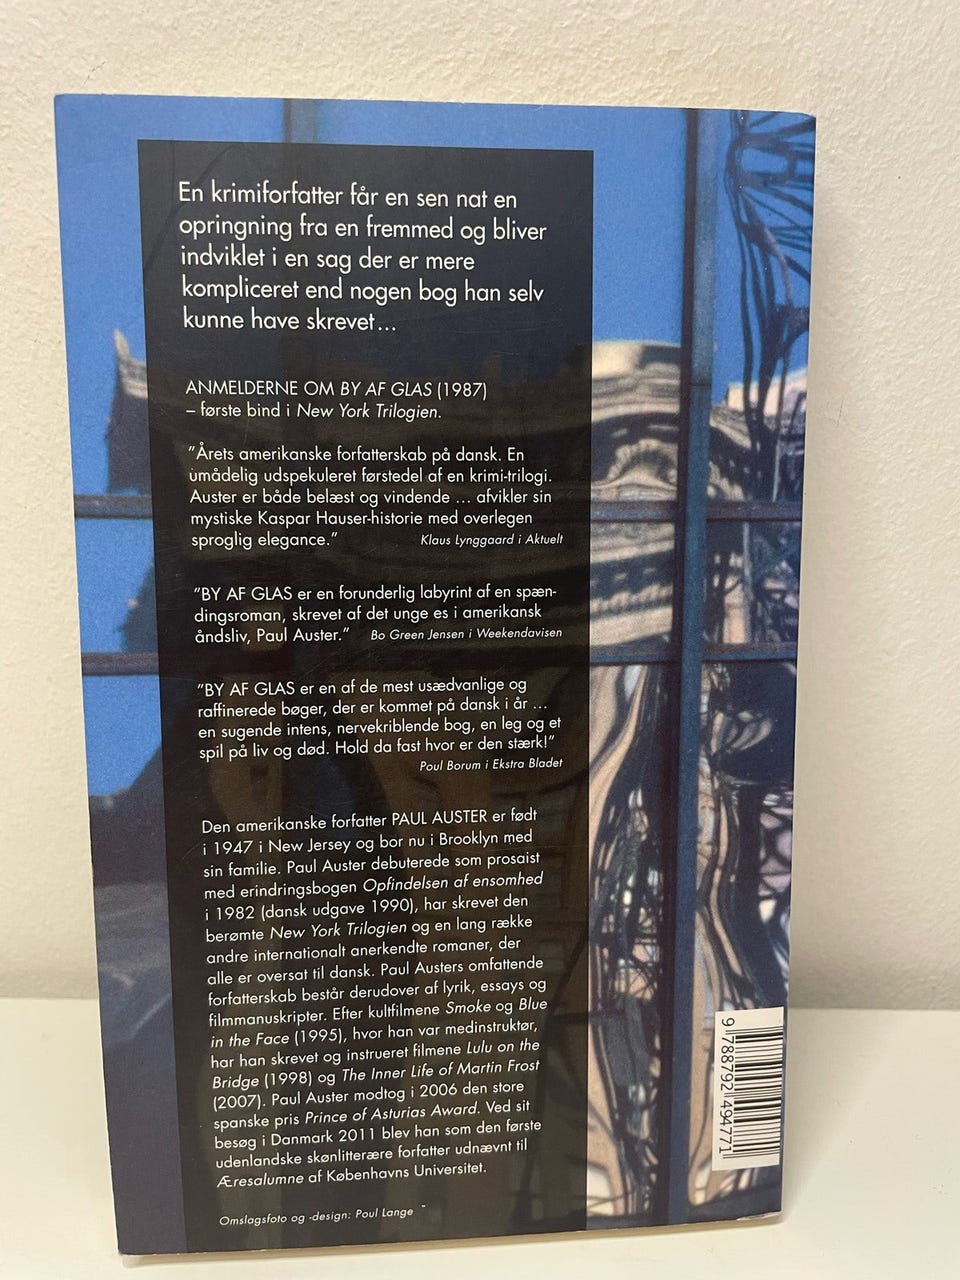 En krimiforfatter får en sen nat en
opringning fra en fremmed og bliver
indviklet i en sag der er mere
kompliceret end nogen bog han selv
kunne have skrevet...
ANMELDERNE OM BY AF GLAS (1987)
– første bind i New York Trilogien.
"Årets amerikanske forfatterskab på dansk. En
umådelig udspekuleret førstedel af en krimi-trilogi.
Auster er både belæst og vindende ... afvikler sin
mystiske Kaspar Hauser-historie med overlegen
sproglig elegance." Klaus Lynggaard i Aktuelt
"BY AF GLAS er en forunderlig labyrint af en spæn-
dingsroman, skrevet af det unge es i amerikansk
åndsliv, Paul Auster." Bo Green Jensen i Weekendavisen
"BY AF GLAS er en af de mest usædvanlige og
raffinerede bøger, der er kommet på dansk i år ...
en sugende intens, nervekriblende bog, en leg og et
spil på liv og død. Hold da fast hvor er den stærk!"
Poul Borum i Ekstra Bladet
Den amerikanske forfatter PAUL AUSTER er født
i 1947 i New Jersey og bor nu i Brooklyn med
sin familie. Paul Auster debuterede som prosaist
med erindringsbogen Opfindelsen af ensomhed
i 1982 (dansk udgave 1990), har skrevet den
berømte New York Trilogien og en lang række
andre internationalt anerkendte romaner, der
alle er oversat til dansk. Paul Austers omfattende
forfatterskab består derudover af lyrik, essays og
filmmanuskripter. Efter kultfilmene Smoke og Blue
in the Face (1995), hvor han var medinstruktør,
har han skrevet og instrueret filmene Lulu on the
Bridge (1998) og The Inner Life of Martin Frost
(2007). Paul Auster modtog i 2006 den store
spanske pris Prince of Asturias Award. Ved sit
besøg i Danmark 2011 blev han som den første
udenlandske skønlitterære forfatter udnævnt til
Æresalumne af Københavns Universitet.
Omslagsfoto og -design: Poul Lange
9 788792 494771